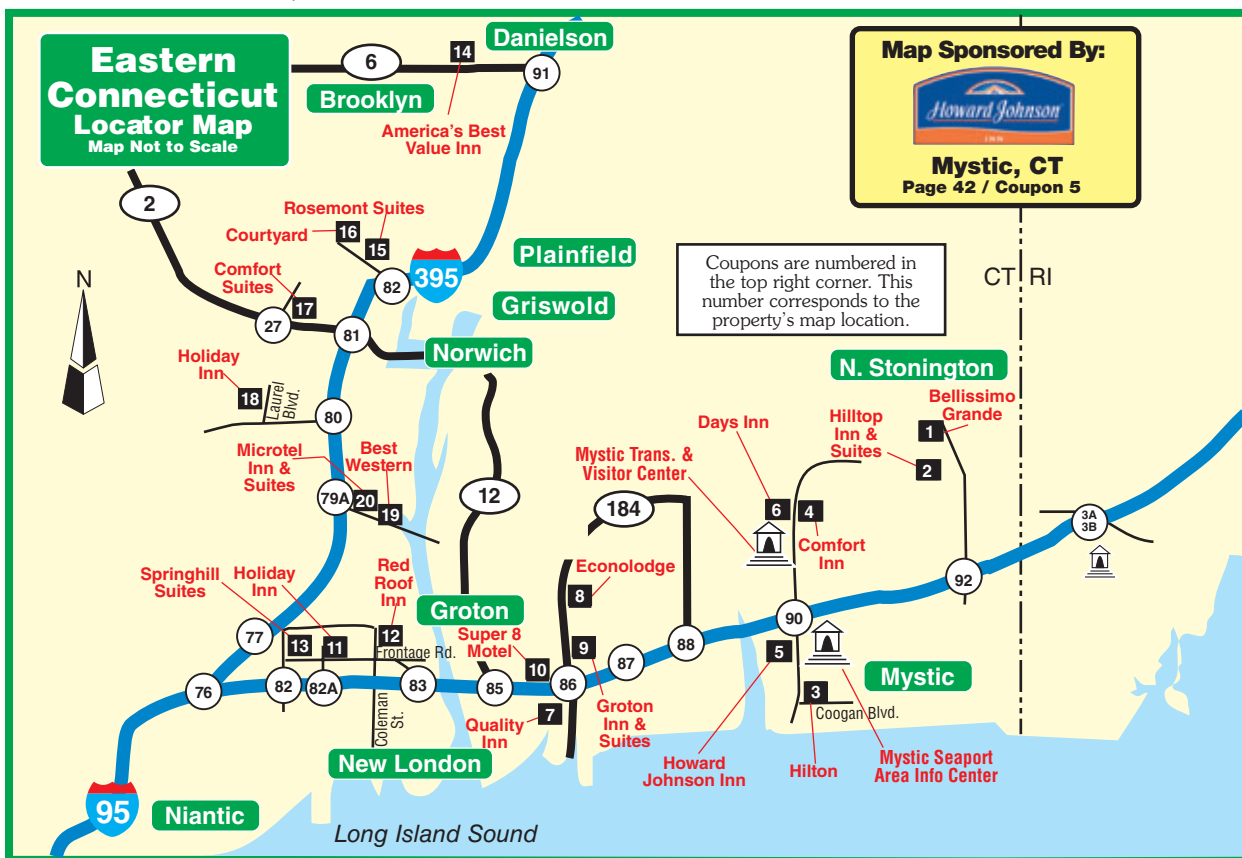 Eastern
Connecticut
Locator Map
Map Not to Scale
6
14
Danielson
91
Brooklyn
America's Best
Value Inn
Map Sponsored By:
Howard Johnson
INN
Mystic, CT
Page 42 / Coupon 5
2
Rosemont Suites
Courtyard
16
15
82
395
Plainfield
Griswold
Coupons are numbered in
the top right corner. This
number corresponds to the
property's map location.
CT
RI
N
Comfort
Suites
17
27
81
Norwich
Holiday
Inn
18
Laurel
Blvd.
80
N. Stonington
Bellissimo
Grande
1
Hilltop
Inn &
Suites
2
Days Inn
Mystic Trans. &
Visitor Center
6
4
Comfort
Inn
Microtel
Inn &
Suites
Best
Western
79A
20
19
12
184
3A
3B
92
Springhill
Suites
Holiday
Inn
Red
Roof
Inn
Groton
Econolodge
8
90
77
13
11
12
Frontage Rd.
Super 8
Motel
10
9
87
88
5
Mystic
76
82
82A
83
85
86
3
Coogan Blvd.
Coleman
St.
Quality
Inn
7
Groton
Inn &
Suites
New London
Howard
Johnson Inn
Hilton
Mystic Seaport
Area Info Center
95
Niantic
Long Island Sound